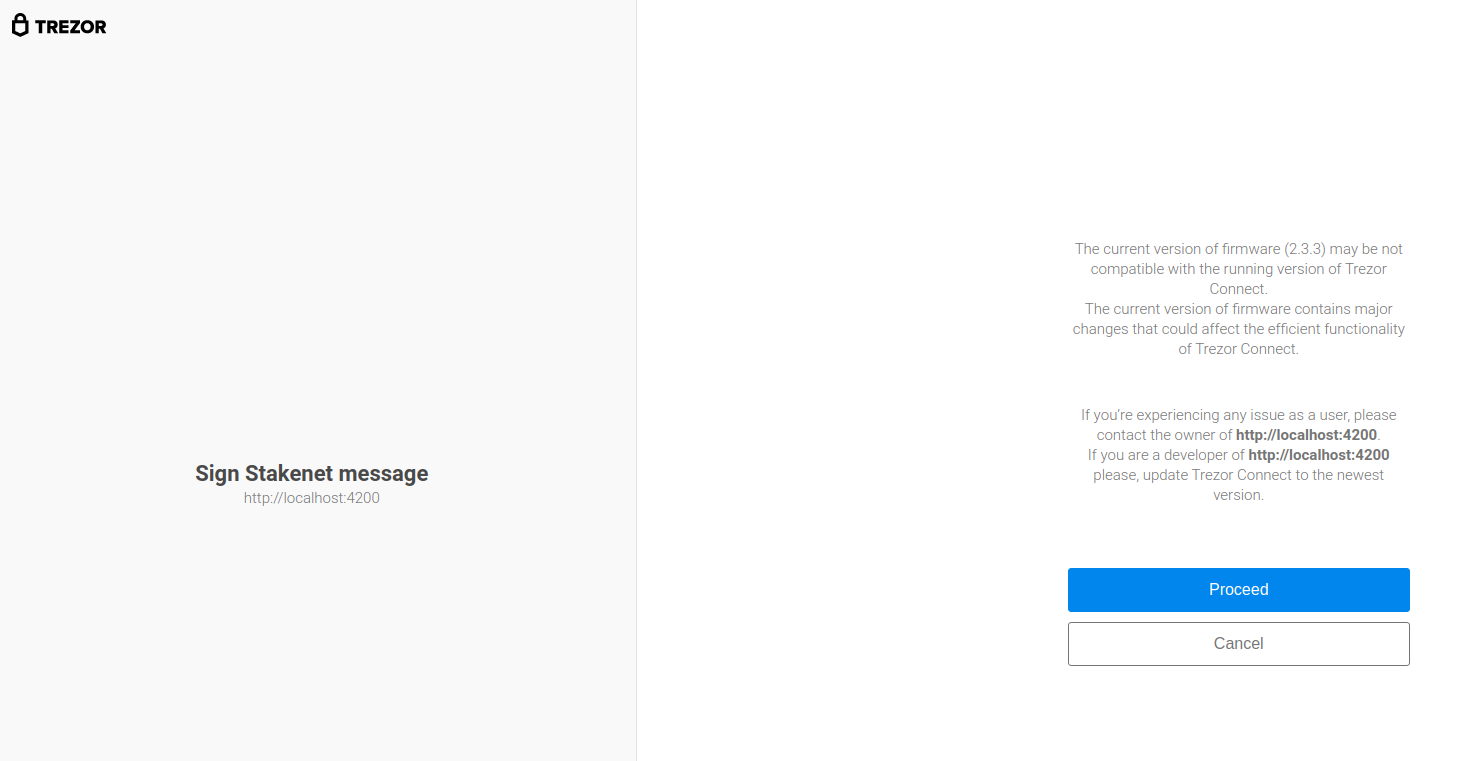 TREZOR
Sign Stakenet message
http://localhost:4200
The current version of firmware (2.3.3) may be not
compatible with the running version of Trezor
Connect.
The current version of firmware contains major
changes that could affect the efficient functionality
of Trezor Connect.
If you’re experiencing any issue as a user, please
contact the owner of http://localhost:4200.
If you are a developer of http://localhost:4200
please, update Trezor Connect to the newest
version.
Proceed
Cancel